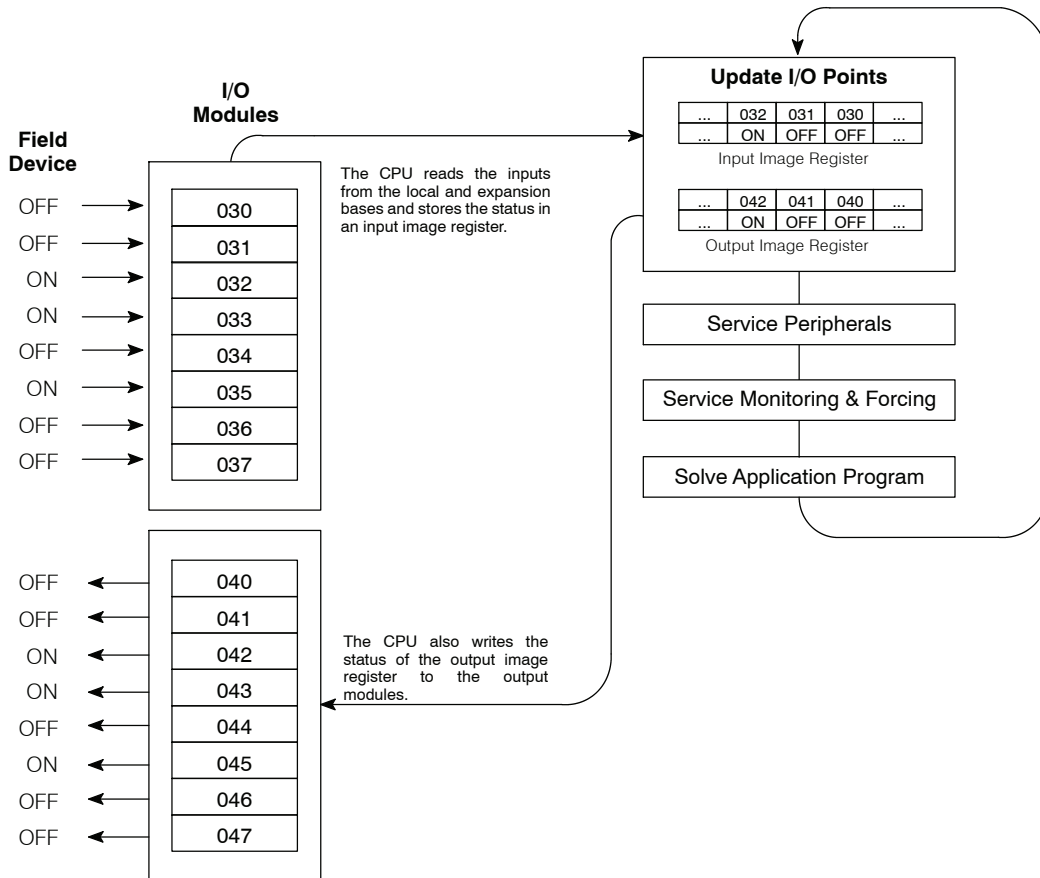 I/O
Modules
Field
Device
OFF 030
OFF 031
ON 032
ON 033
OFF 034
ON 035
OFF 036
OFF 037
The CPU reads the inputs
from the local and expansion
bases and stores the status in
an input image register.
Update I/O Points
... 032 031 030 ...
... ON OFF OFF ...
Input Image Register
... 042 041 040 ...
... ON OFF OFF ...
Output Image Register
Service Peripherals
Service Monitoring & Forcing
Solve Application Program
OFF 040
OFF 041
ON 042
ON 043
OFF 044
ON 045
OFF 046
OFF 047
The CPU also writes the
status of the output image
register to the output
modules.